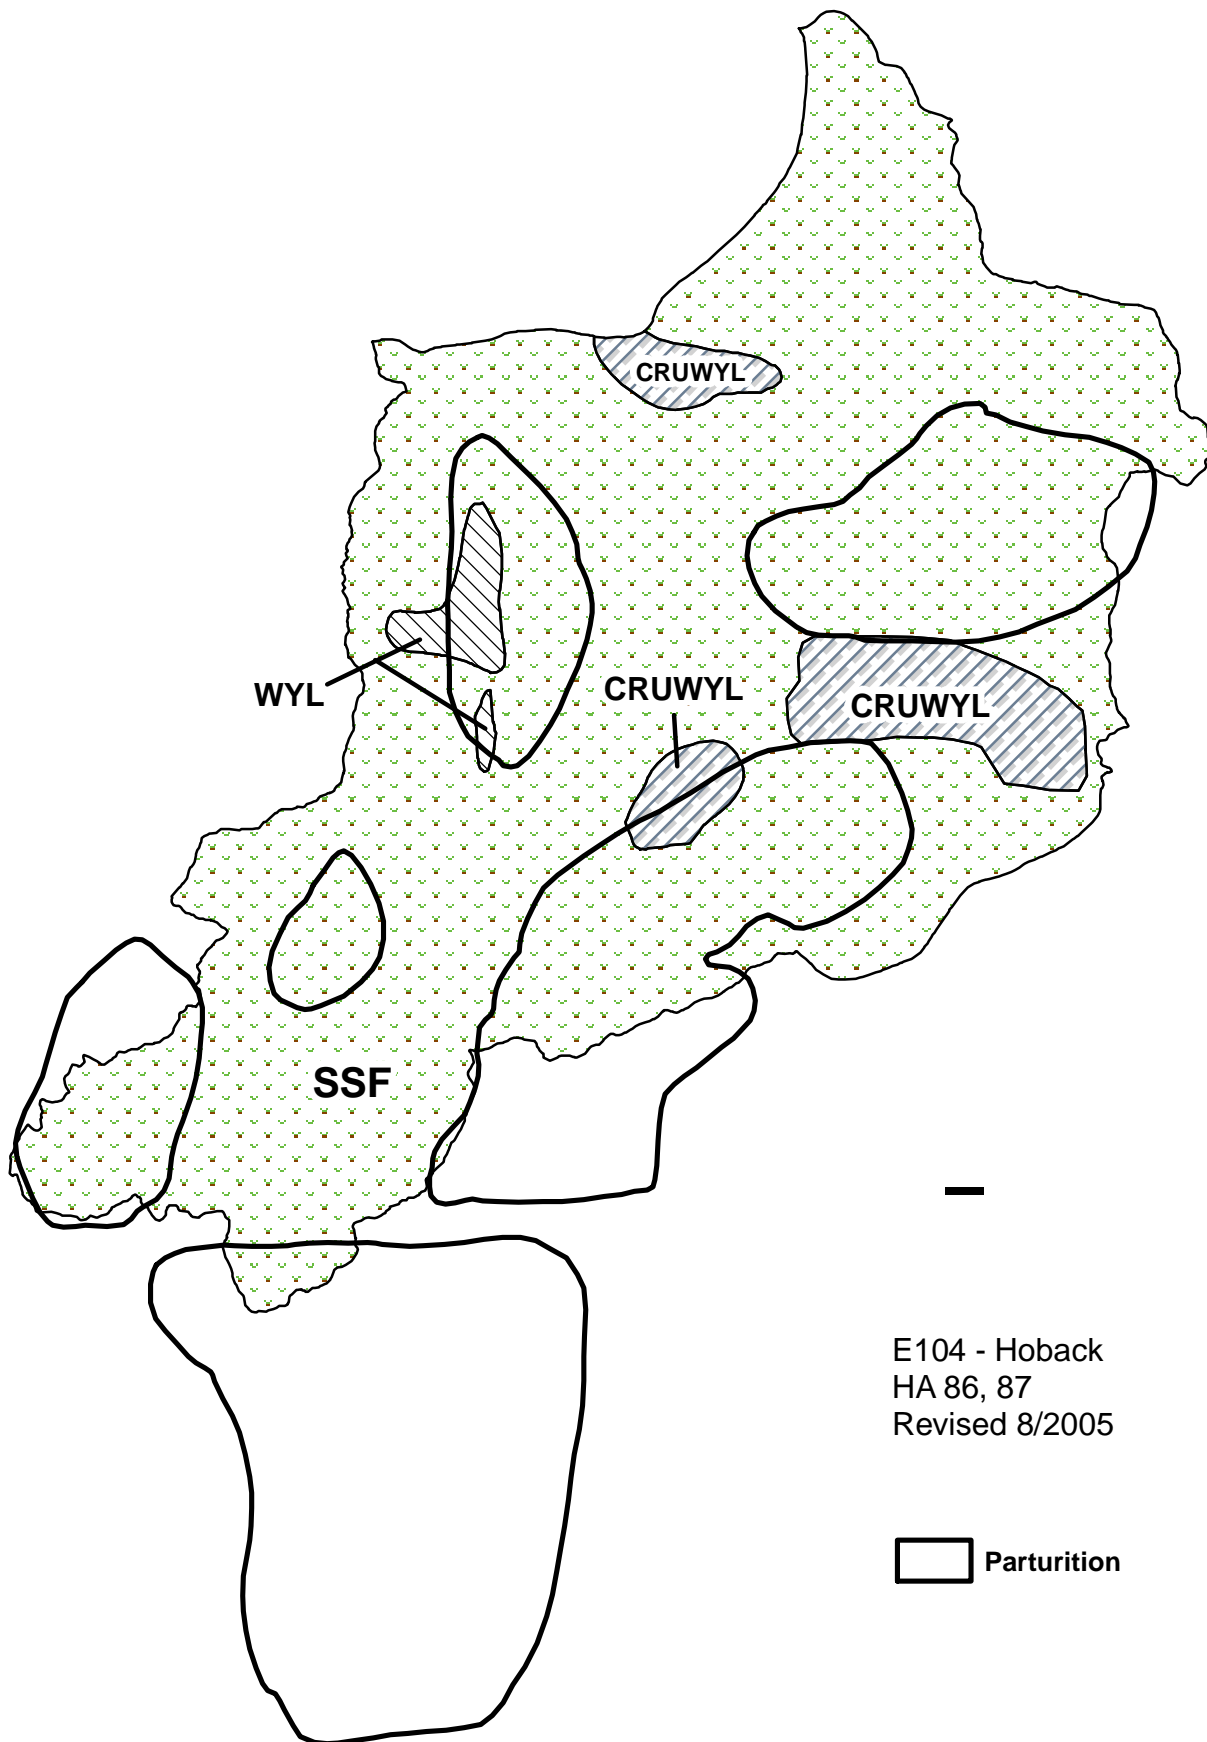 CRUWYL
WYL
CRUWYL
CRUWYL
SSF
E104 - Hoback
HA 86, 87
Revised 8/2005
Parturition